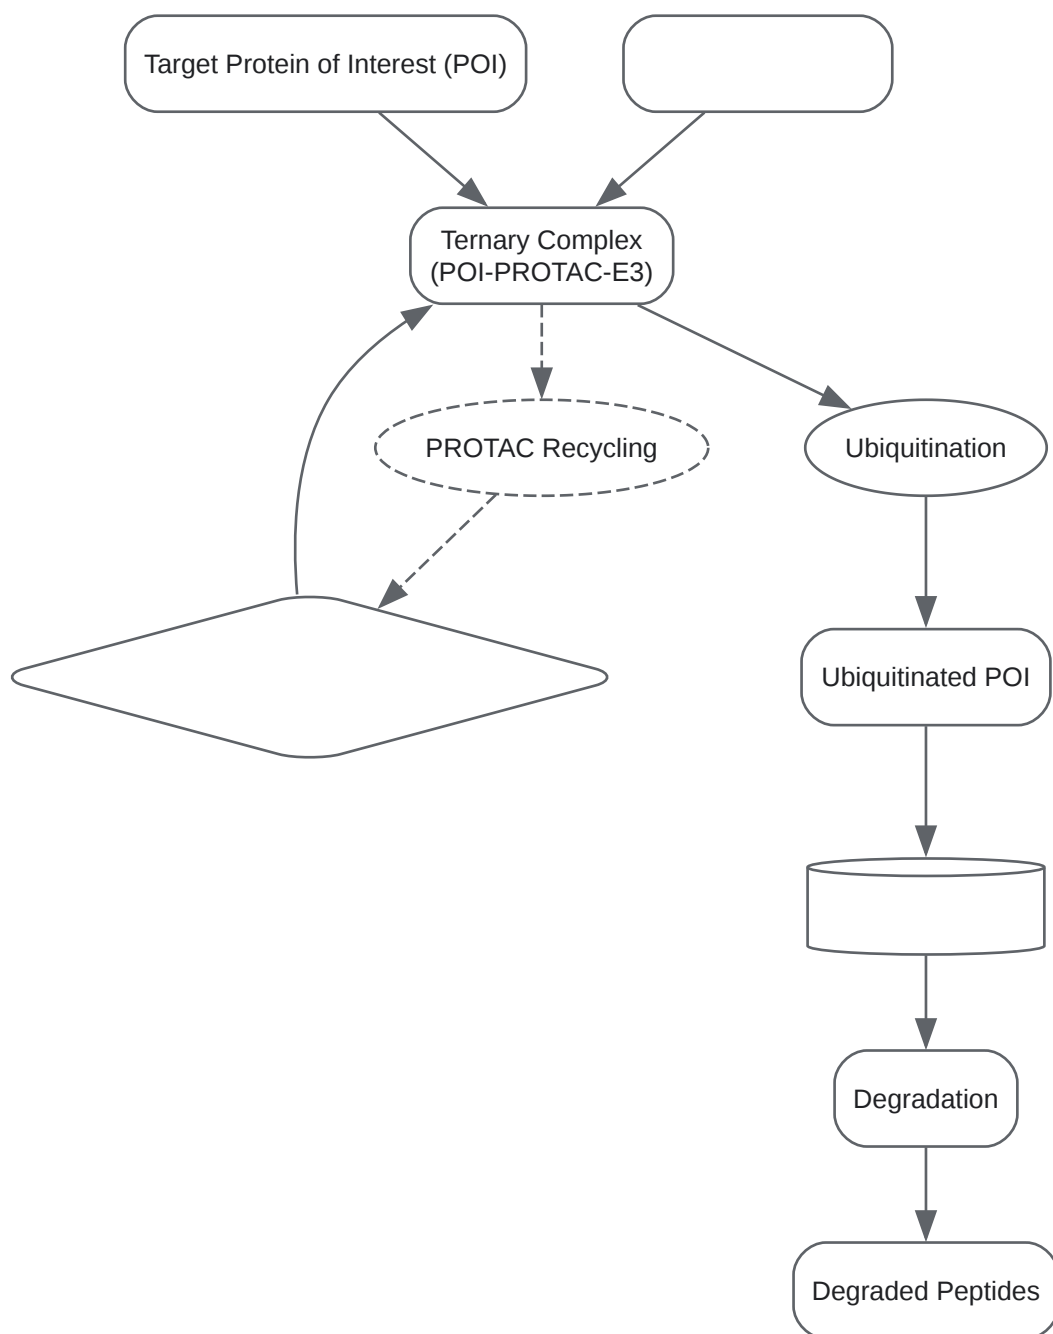 Target Protein of Interest (POI)
Ternary Complex
(POI-PROTAC-E3)
PROTAC Recycling
Ubiquitination
Ubiquitinated POI
Degradation
Degraded Peptides